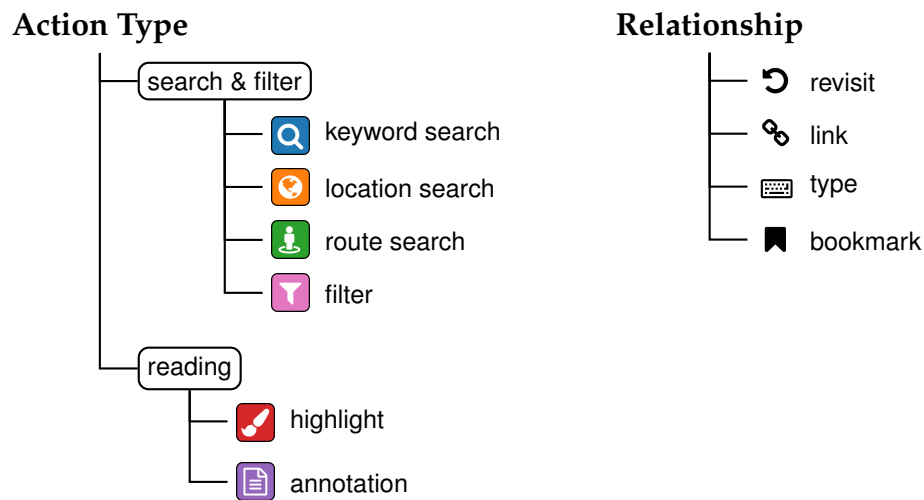 Action Type
search & filter
keyword search
location search
route search
filter
reading
highlight
annotation
Relationship
revisit
link
type
bookmark